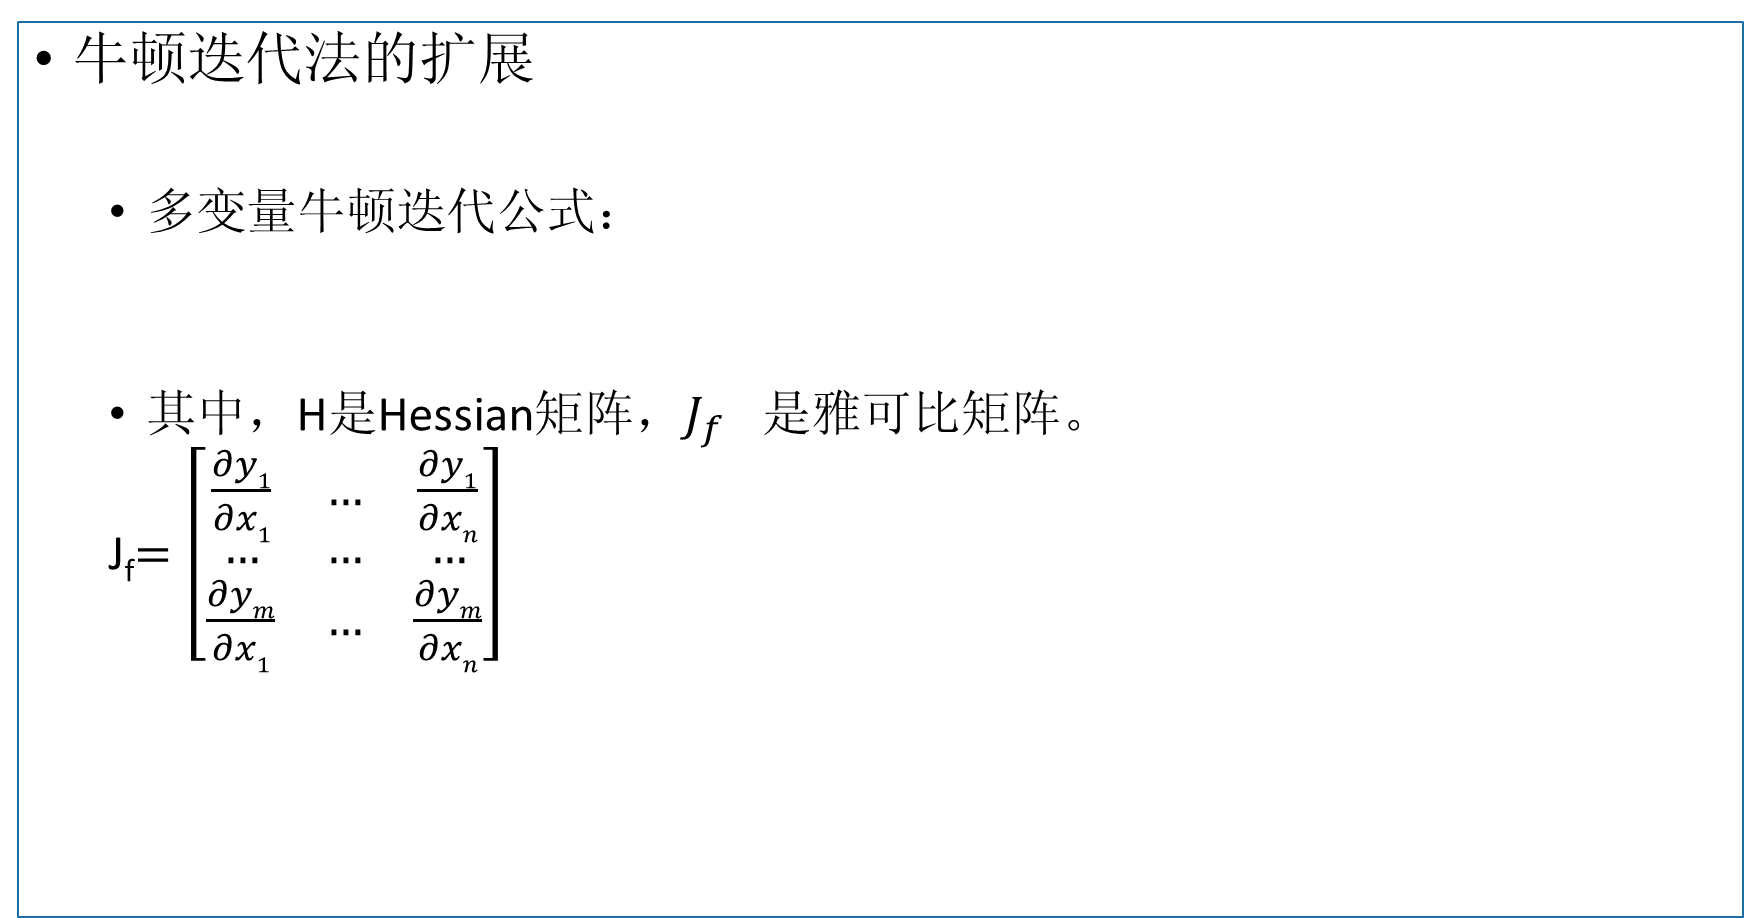 • 牛顿迭代法的扩展
• 多变量牛顿迭代公式：
• 其中，H是Hessian矩阵，J_f 是雅可比矩阵。
J_f= [ ∂y_1/∂x_1 … ∂y_1/∂x_n
… … …
∂y_m/∂x_1 … ∂y_m/∂x_n ]